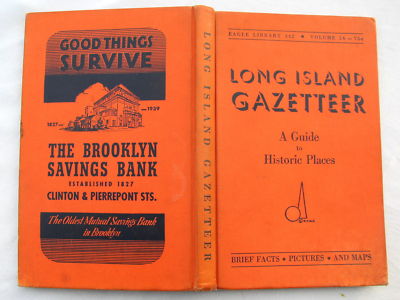 GOOD THINGS
SURVIVE
1827
1939
THE BROOKLYN
SAVINGS BANK
ESTABLISHED 1827
CLINTON & PIERREPONT STS.
The Oldest Mutual Savings Bank
in Brooklyn
LONG ISLAND GAZETTEER
EAGLE LIBRARY
VOLUME
LONG ISLAND
GAZETTEER
A Guide
to
Historic Places
BRIEF FACTS • PICTURES • AND MAPS